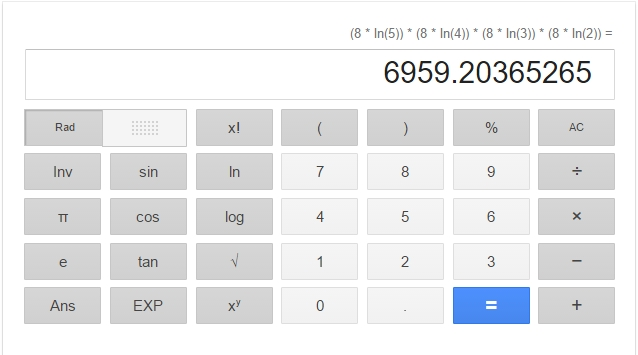 (8 * ln(5)) * (8 * ln(4)) * (8 * ln(3)) * (8 * ln(2)) =
6959.20365265
Rad x! ( ) % AC
Inv sin ln 7 8 9 ÷
π cos log 4 5 6 ×
e tan √ 1 2 3 −
Ans EXP xʸ 0 . = +